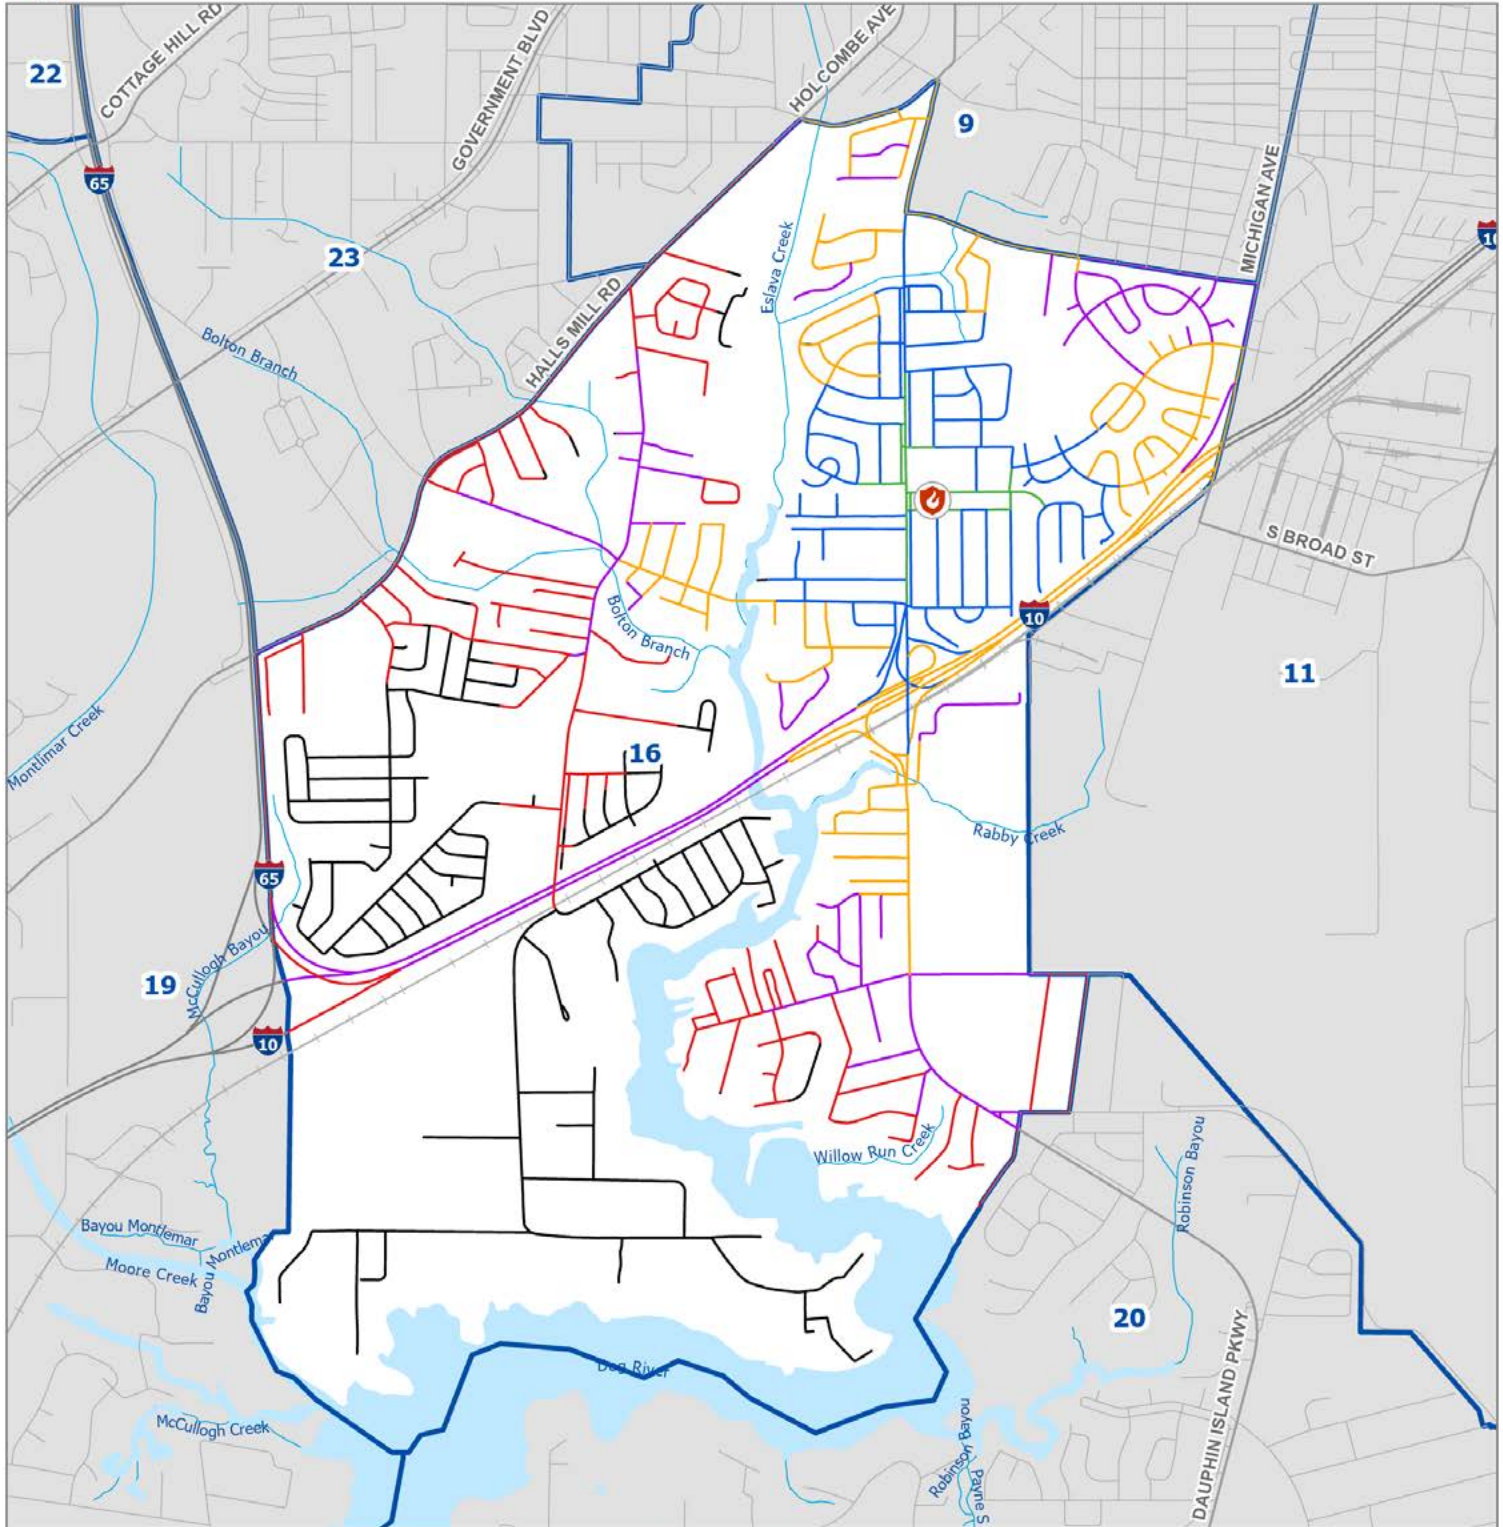 22
COTTAGE HILL RD
GOVERNMENT BLVD
HOLCOMBE AVE
9
65
MICHIGAN AVE
23
10
Eslava Creek
HALLS MILL RD
Bolton Branch
S BROAD ST
10
Bolton Branch
11
Montlimar Creek
16
Rabby Creek
65
McCullogh Bayou
19
10
Willow Run Creek
Robinson Bayou
Bayou Montlemar
Moore Creek
Bayou Montlema
20
DAUPHIN ISLAND PKWY
Dog River
McCullogh Creek
Robinson Bayou
Payne S